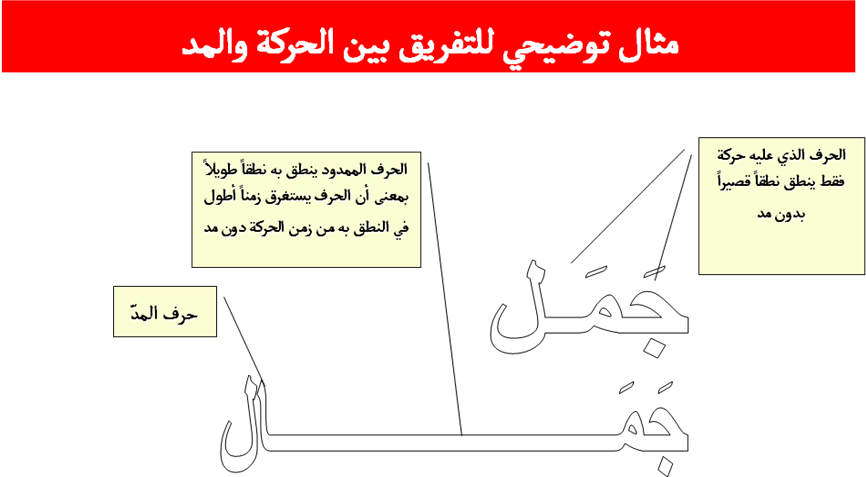 مثال توضيحي للتفريق بين الحركة والمد
الحرف الذي عليه حركة
فقط ينطق نطقاً قصيراً
بدون مد
الحرف الممدود ينطق به نطقاً طويلاً
بمعنى أن الحرف يستغرق زمناً أطول
في النطق به من زمن الحركة دون مد
جَمَل
حرف المدّ
جَمَـــــــــــال